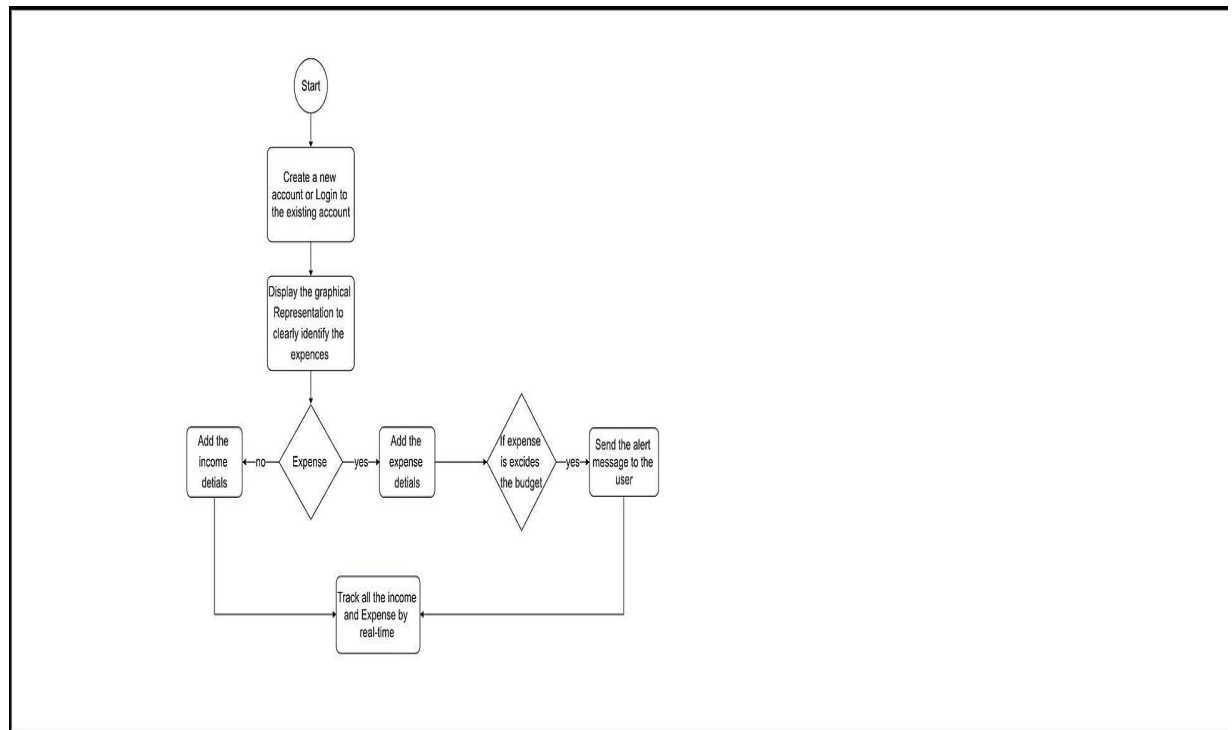 Start
Create a new
account or Login to
the existing account
Display the graphical
Representation to
clearly identify the
expences
Add the
income
detials
no
Expense
yes
Add the
expense
detials
If expense
is excides
the budget
yes
Send the alert
message to the
user
Track all the income
and Expense by
real-time